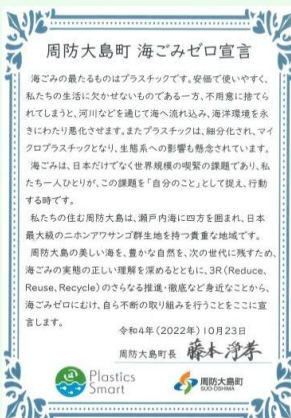 周防大島町 海ごみゼロ宣言
海ごみの最たるものはプラスチックです。安価で使いやすく、
私たちの生活に欠かせないものである一方、不用意に捨てら
れてしまうと、河川などを通じて海へ流れ込み、海洋環境を永
きにわたり悪化させます。またプラスチックは、細分化され、マイ
クロプラスチックとなり、生態系への影響も懸念されています。
海ごみは、日本だけでなく世界規模の喫緊の課題であり、私
たち一人ひとりが、この課題を「自分のこと」として捉え、行動
する時です。
私たちの住む周防大島は、瀬戸内海に四方を囲まれ、日本
最大級のニホンアワサンゴ群生地を持つ貴重な地域です。
周防大島の美しい海を、豊かな自然を、次の世代に残すため、
海ごみの実態の正しい理解を深めるとともに、3R(Reduce、
Reuse、Recycle)のさらなる推進・徹底など身近なことから、
海ごみゼロにむけ、自ら不断の取り組みを行うことをここに宣
言します。
令和4年(2022年)10月23日
周防大島町長 藤本淨孝
Plastics
Smart
周防大島町
SUO-OSHIMA